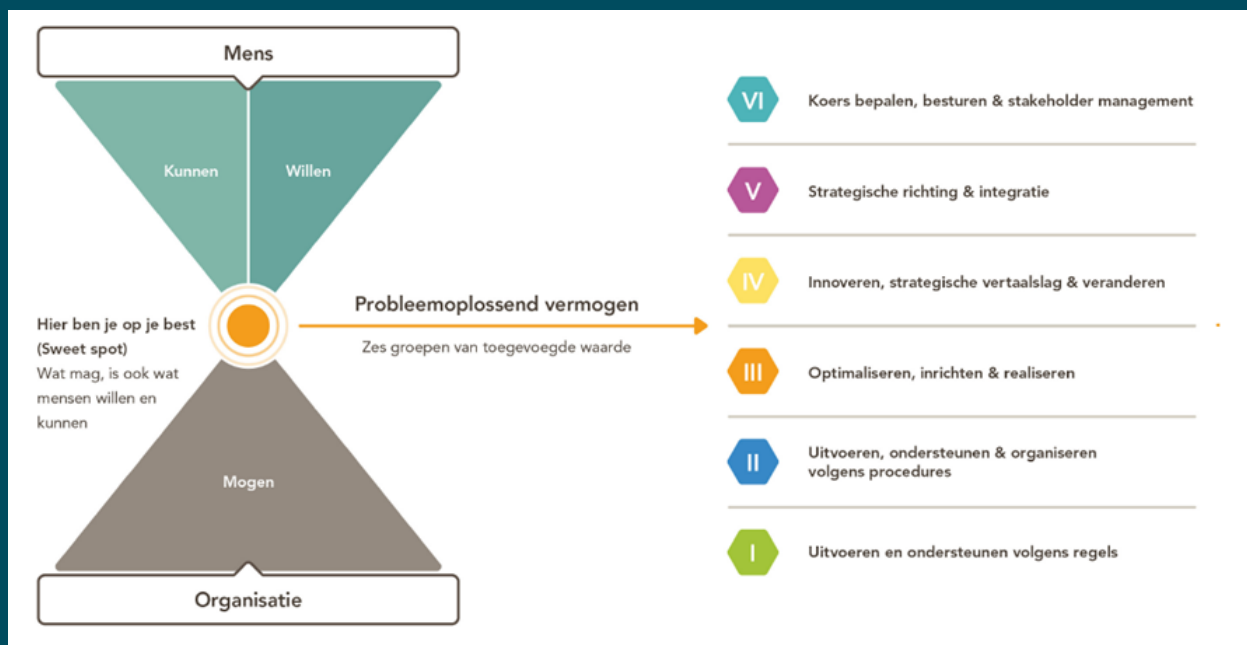 Mens
Kunnen
Willen
Hier ben je op je best
(Sweet spot)
Wat mag, is ook wat
mensen willen en
kunnen
Mogen
Organisatie
Probleemoplossend vermogen
Zes groepen van toegevoegde waarde
VI
Koers bepalen, besturen & stakeholder management
V
Strategische richting & integratie
IV
Innoveren, strategische vertaalslag & veranderen
III
Optimaliseren, inrichten & realiseren
II
Uitvoeren, ondersteunen & organiseren
volgens procedures
I
Uitvoeren en ondersteunen volgens regels